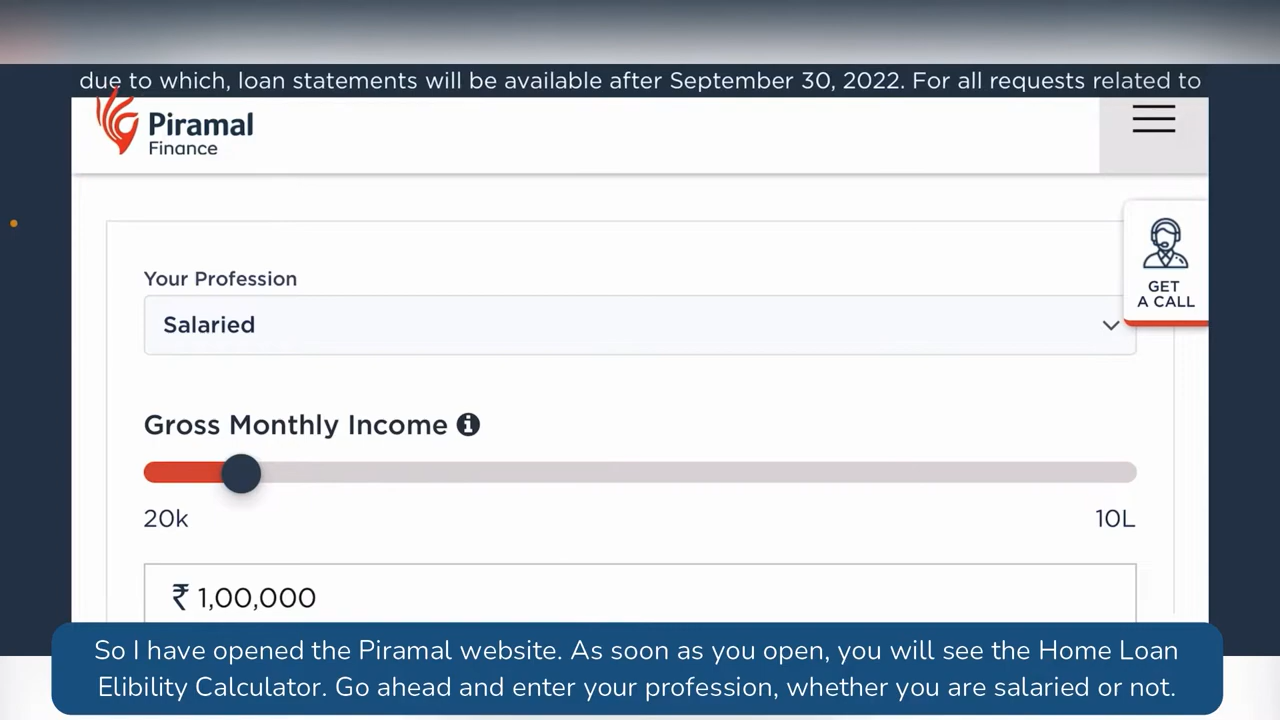 due to which, loan statements will be available after September 30, 2022. For all requests related to
Piramal
Finance
GET
A CALL
Your Profession
Salaried
Gross Monthly Income
20k
10L
₹ 1,00,000
So I have opened the Piramal website. As soon as you open, you will see the Home Loan
Elibility Calculator. Go ahead and enter your profession, whether you are salaried or not.